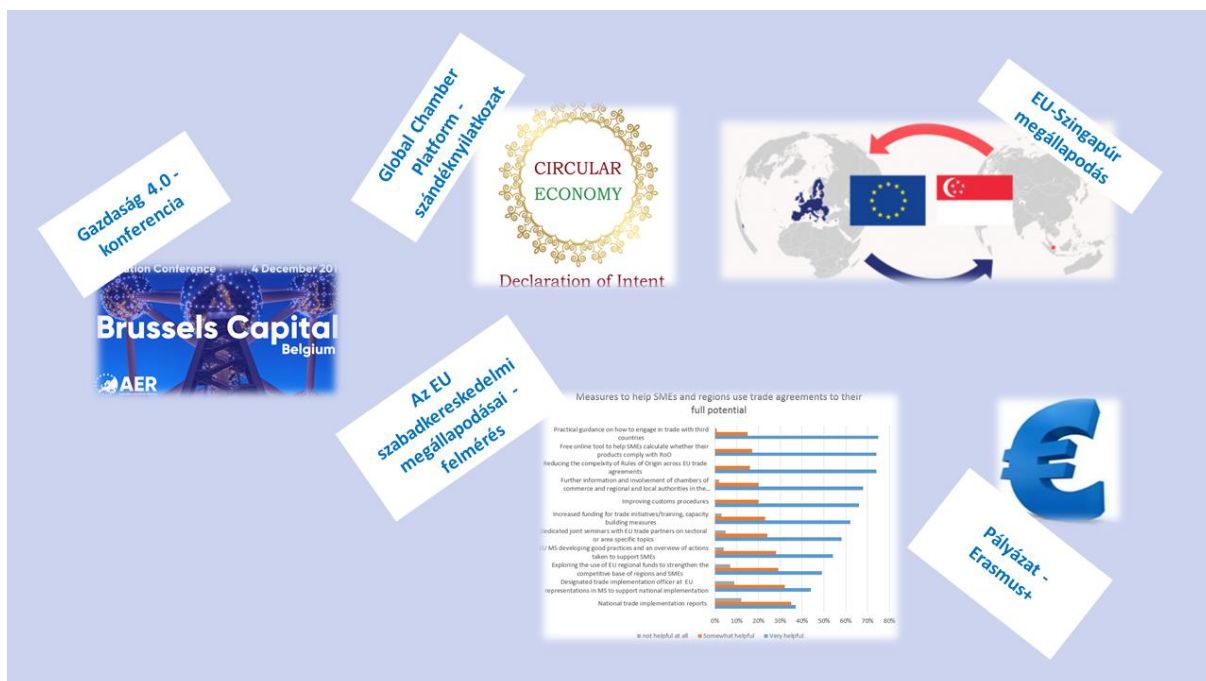 Gazdaság 4.0 -
konferencia
Conference
4 December
Brussels Capital
Belgium
AER
Global Chamber
Platform -
szándéknyilatkozat
CIRCULAR
ECONOMY
Declaration of Intent
EU-Szingapúr
megállapodás
Az EU
szabadkereskedelmi
megállapodásai -
felmérés
Measures to help SMEs and regions use trade agreements to their
full potential
Practical guidance on how to engage in trade with third
countries
Free online tool to help SMEs calculate whether their
products comply with RoO
Reducing the compelxity of Rules of Origin across EU trade
agreements
Further information and involvement of chambers of
commerce and regional and local authorities in the...
Improving customs procedures
Increased funding for trade initiatives/training, capacity
building measures
dedicated joint seminars with EU trade partners on sectoral
or area specific topics
MS developing good practices and an overview of actions
taken to support SMEs
Exploring the use of EU regional funds to strengthen the
competitive base of regions and SMEs
Designated trade implementation officer at EU
representations in MS to support national implementation
National trade implementation reports
0% 10% 20% 30% 40% 50% 60% 70% 80%
not helpful at all Somewhat helpful Very helpful
Pályázat -
Erasmus+